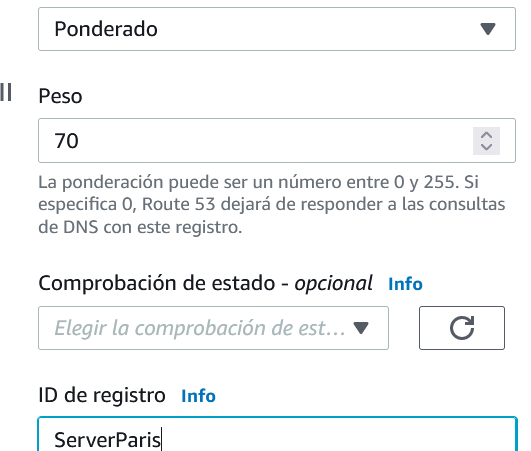 Ponderado
Peso
70
La ponderación puede ser un número entre 0 y 255. Si
especifica 0, Route 53 dejará de responder a las consultas
de DNS con este registro.
Comprobación de estado - opcional Info
Elegir la comprobación de est...
ID de registro Info
ServerParis